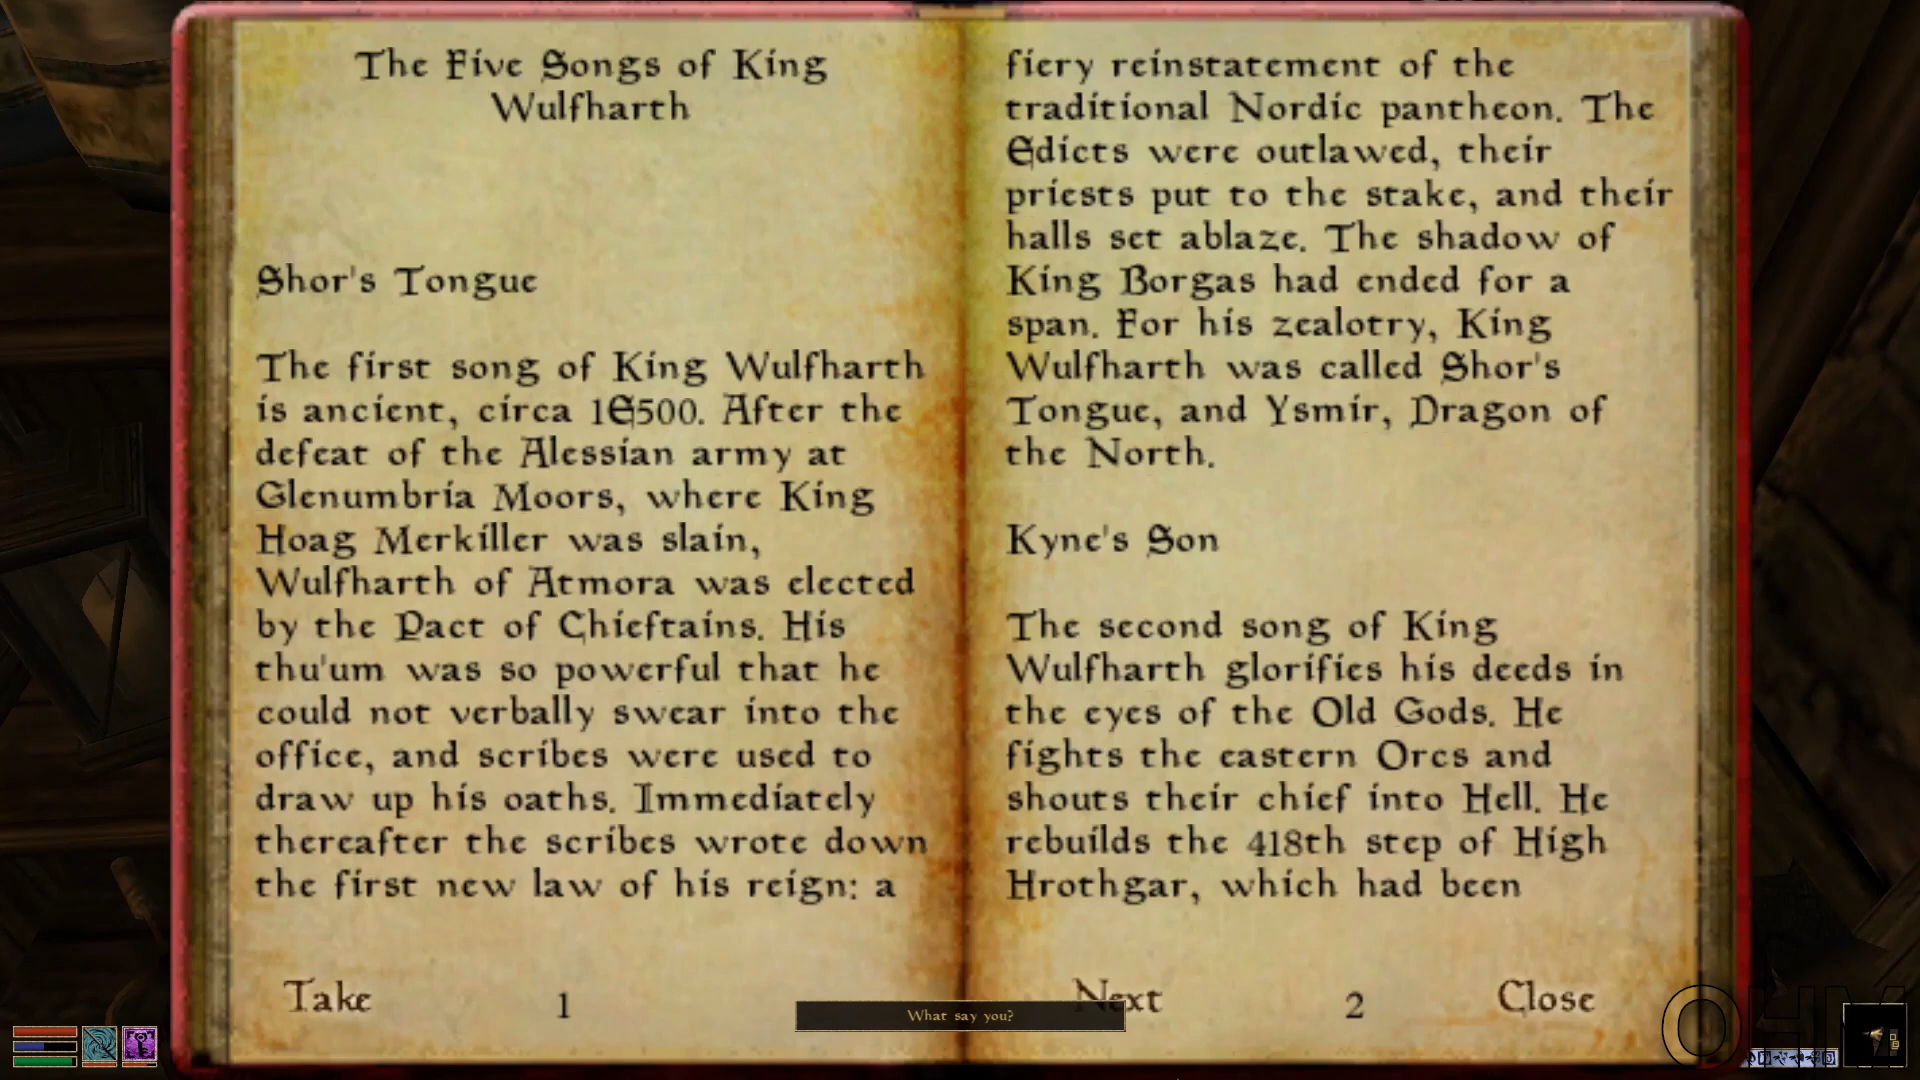 The Five Songs of King
Wulfharth
Shor's Tongue
The first song of King Wulfharth
is ancient, circa 1E500. After the
defeat of the Alessian army at
Glenumbria Moors, where King
Hoag Merkiller was slain,
Wulfharth of Atmora was elected
by the Pact of Chieftains. His
thu'um was so powerful that he
could not verbally swear into the
office, and scribes were used to
draw up his oaths. Immediately
thereafter the scribes wrote down
the first new law of his reign: a
fiery reinstatement of the
traditional Nordic pantheon. The
Edicts were outlawed, their
priests put to the stake, and their
halls set ablaze. The shadow of
King Borgas had ended for a
span. For his zealotry, King
Wulfharth was called Shor's
Tongue, and Ysmir, Dragon of
the North.
Kyne's Son
The second song of King
Wulfharth glorifies his deeds in
the eyes of the Old Gods. He
fights the eastern Orcs and
shouts their chief into Hell. He
rebuilds the 418th step of High
Hrothgar, which had been
Take 1 Next 2 Close
What say you?
OHM